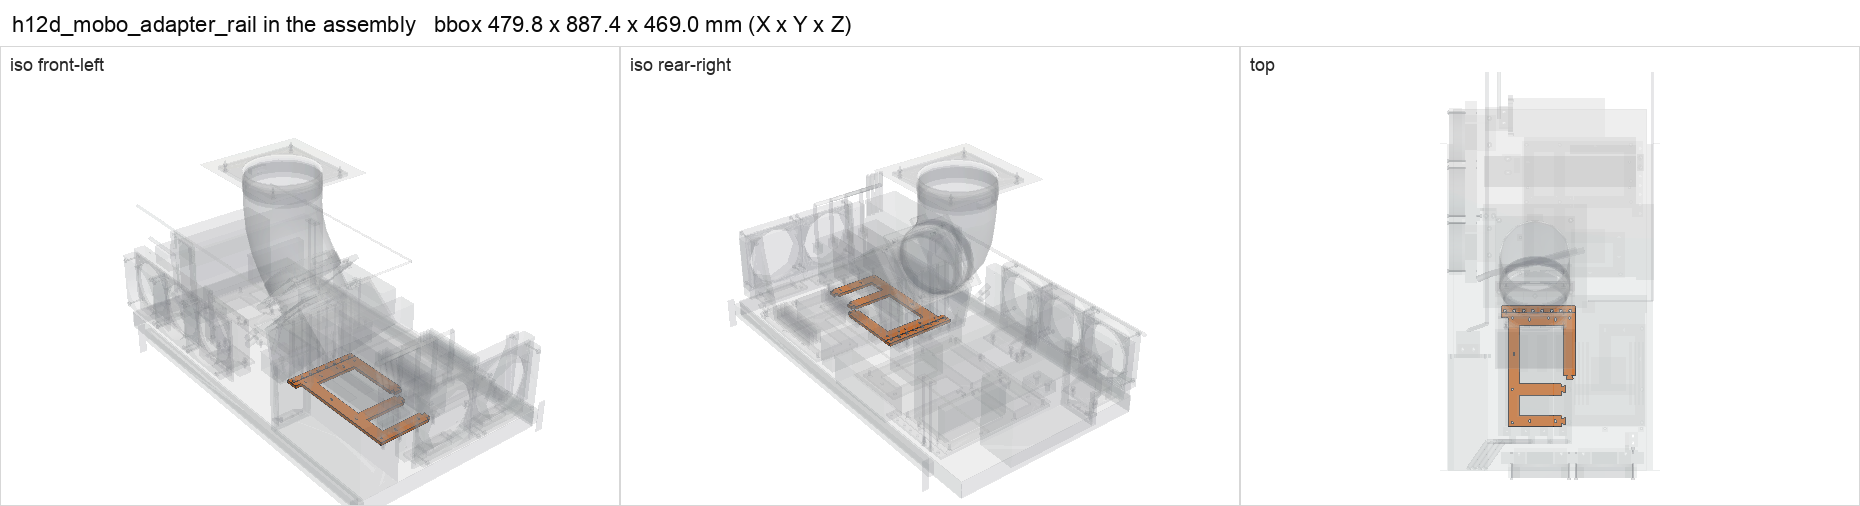 h12d_mobo_adapter_rail in the assembly   bbox 479.8 x 887.4 x 469.0 mm (X x Y x Z)
iso front-left
iso rear-right
top